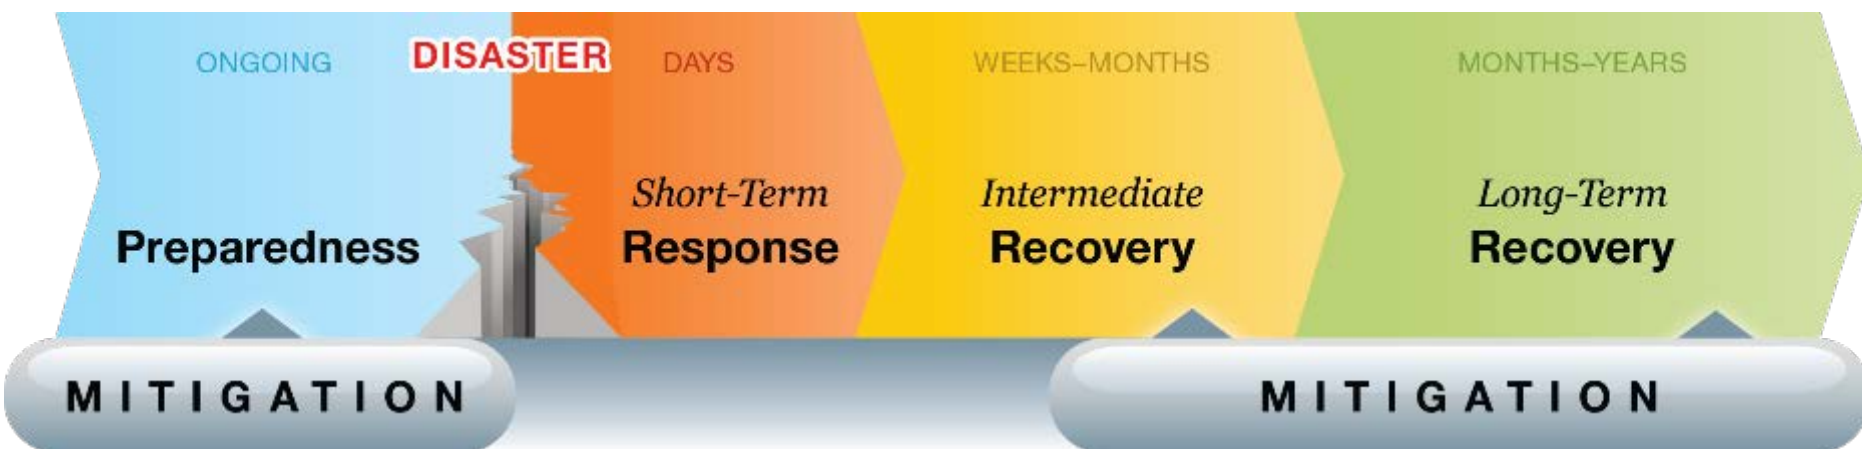 ONGOING
DISASTER
DAYS
WEEKS–MONTHS
MONTHS–YEARS
Preparedness
Short-Term
Response
Intermediate
Recovery
Long-Term
Recovery
MITIGATION
MITIGATION